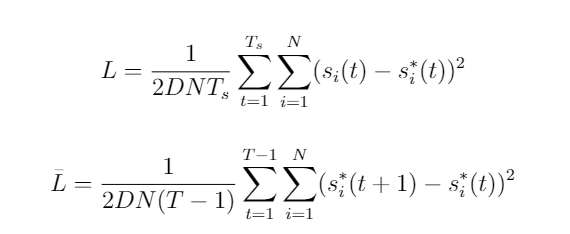 L = \frac{1}{2DNT_s} \sum_{t=1}^{T_s} \sum_{i=1}^{N} (s_i(t) - s_i^*(t))^2
\bar{L} = \frac{1}{2DN(T-1)} \sum_{t=1}^{T-1} \sum_{i=1}^{N} (s_i^*(t+1) - s_i^*(t))^2